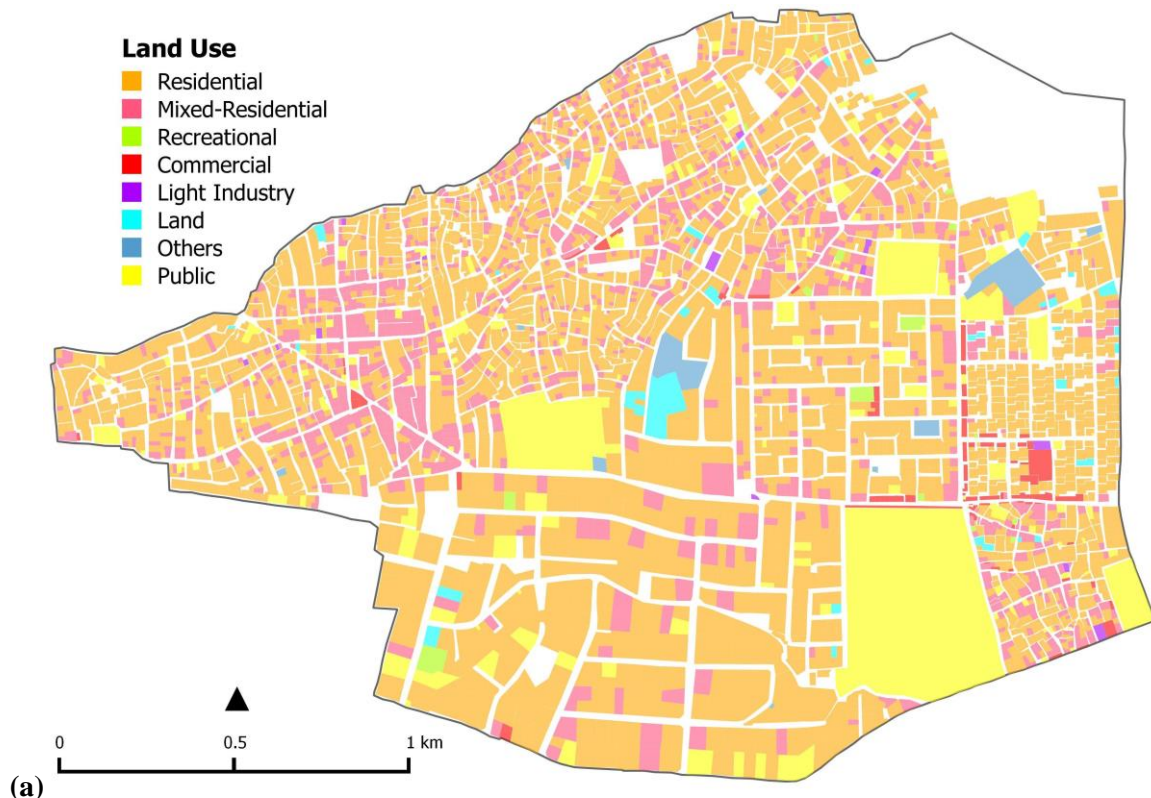 Land Use
Residential
Mixed-Residential
Recreational
Commercial
Light Industry
Land
Others
Public
0 0.5 1 km
(a)